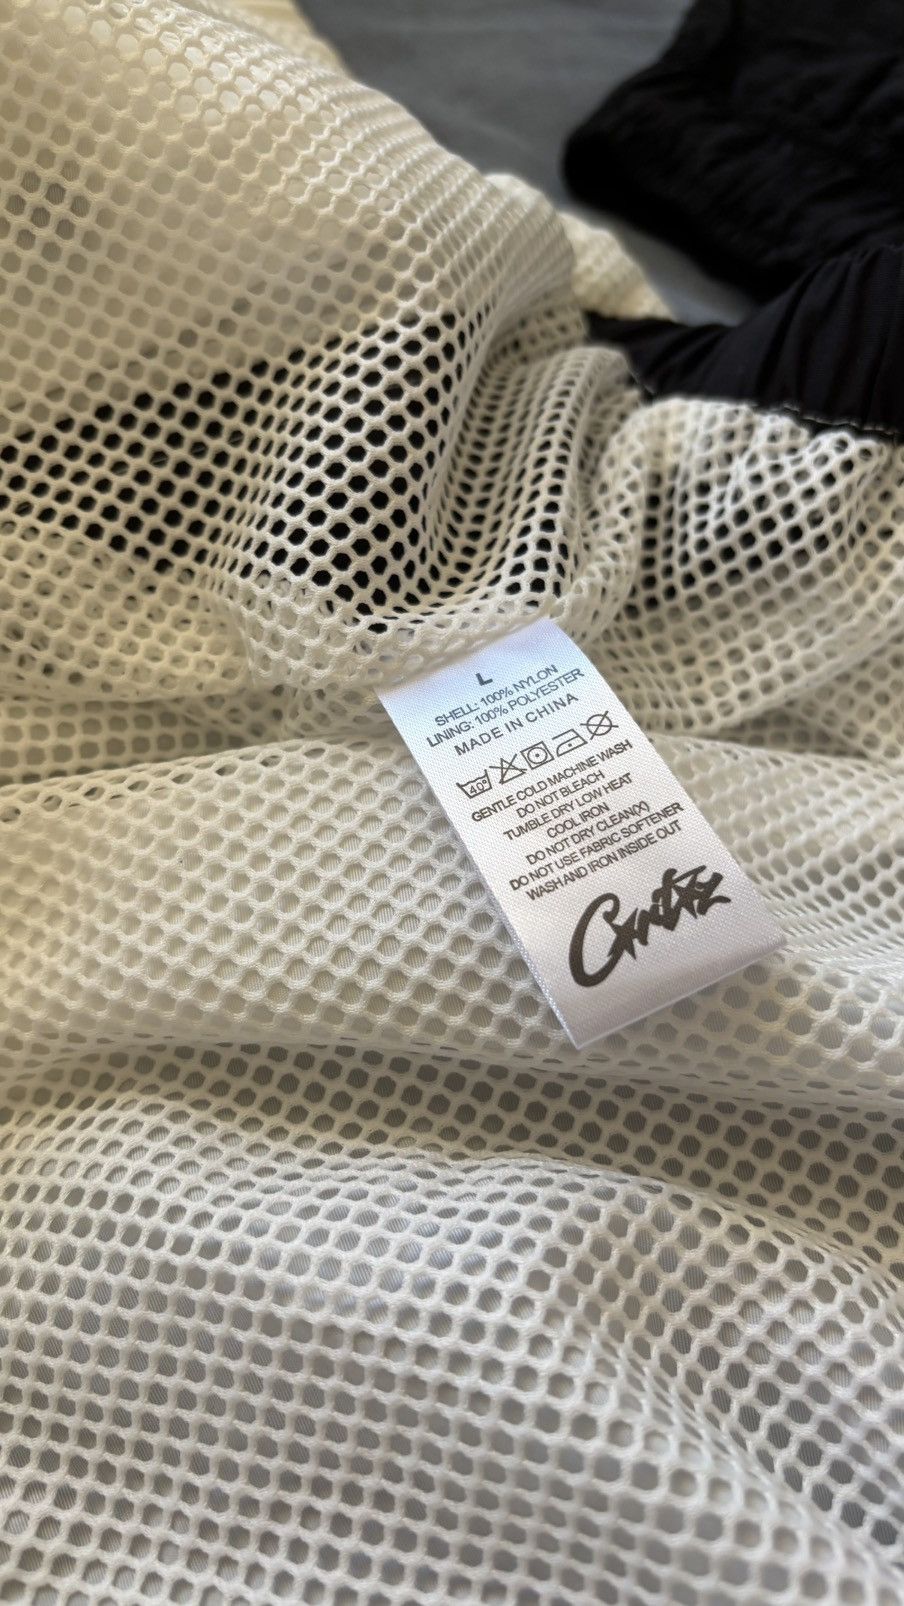 L
SHELL: 100% NYLON
LINING: 100% POLYESTER
MADE IN CHINA
40°
GENTLE COLD MACHINE WASH
DO NOT BLEACH
TUMBLE DRY LOW HEAT
COOL IRON
DO NOT DRY CLEAN(X)
DO NOT USE FABRIC SOFTENER
WASH AND IRON INSIDE OUT